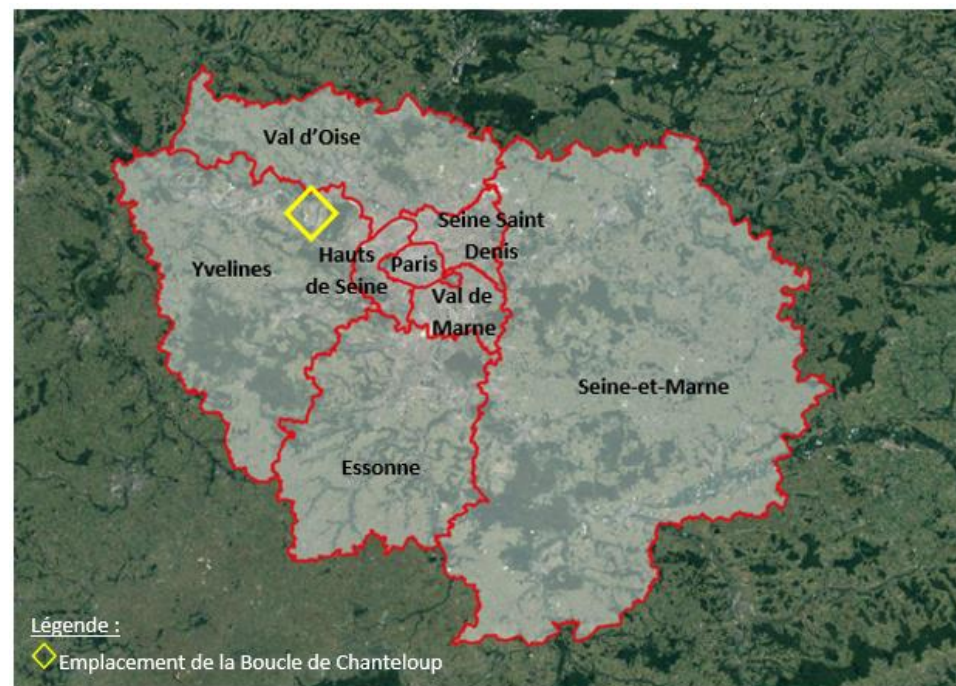 Val d'Oise
Seine Saint
Denis
Hauts
de Seine
Paris
Yvelines
Val de
Marne
Seine-et-Marne
Essonne
Légende :
Emplacement de la Boucle de Chanteloup